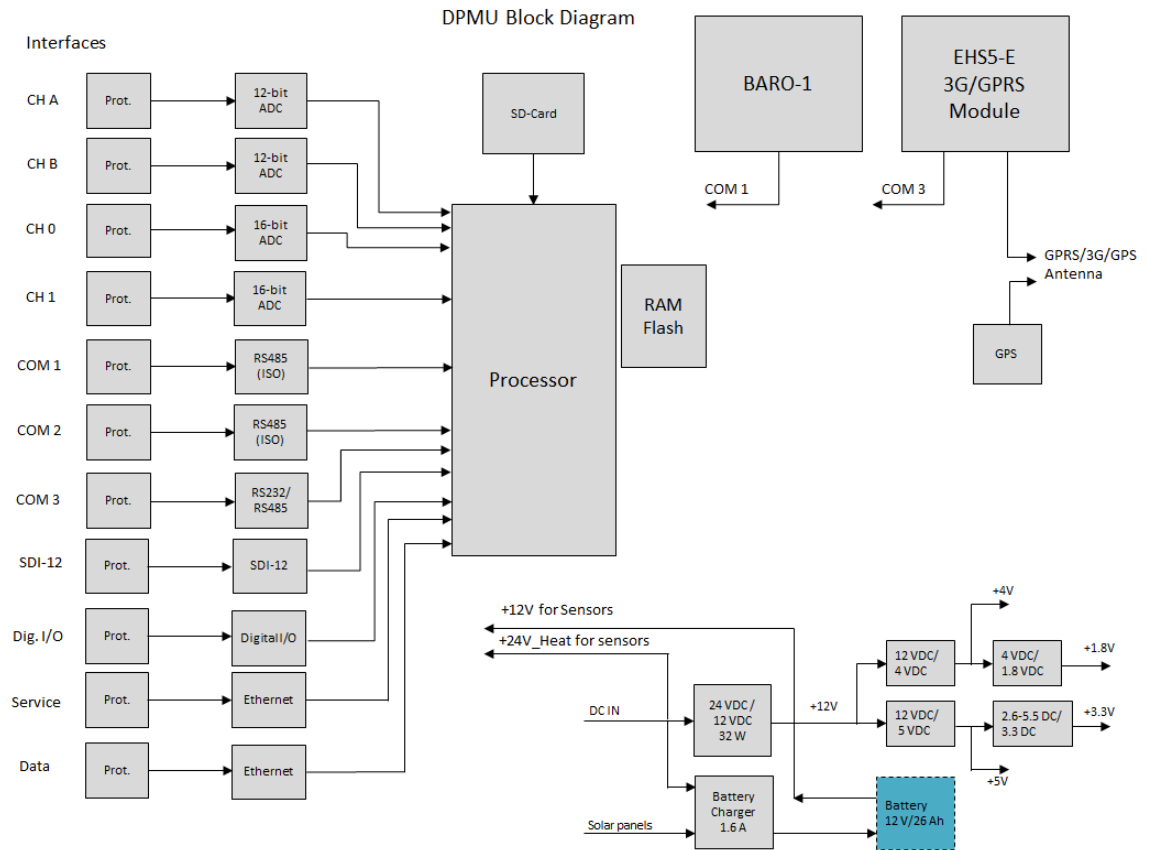 DPMU Block Diagram
Interfaces
CH A
Prot.
12-bit
ADC
CH B
Prot.
12-bit
ADC
CH 0
Prot.
16-bit
ADC
CH 1
Prot.
16-bit
ADC
COM 1
Prot.
RS485
(ISO)
COM 2
Prot.
RS485
(ISO)
COM 3
Prot.
RS232/
RS485
SDI-12
Prot.
SDI-12
Dig. I/O
Prot.
Digital I/O
Service
Prot.
Ethernet
Data
Prot.
Ethernet
SD-Card
Processor
RAM
Flash
BARO-1
COM 1
EHS5-E
3G/GPRS
Module
COM 3
GPRS/3G/GPS
Antenna
GPS
+12V for Sensors
+24V_Heat for sensors
DC IN
24 VDC /
12 VDC
32 W
+12V
12 VDC/
4 VDC
+4V
4 VDC/
1.8 VDC
+1.8V
12 VDC/
5 VDC
+5V
2.6-5.5 DC/
3.3 DC
+3.3V
Solar panels
Battery
Charger
1.6 A
Battery
12 V/26 Ah